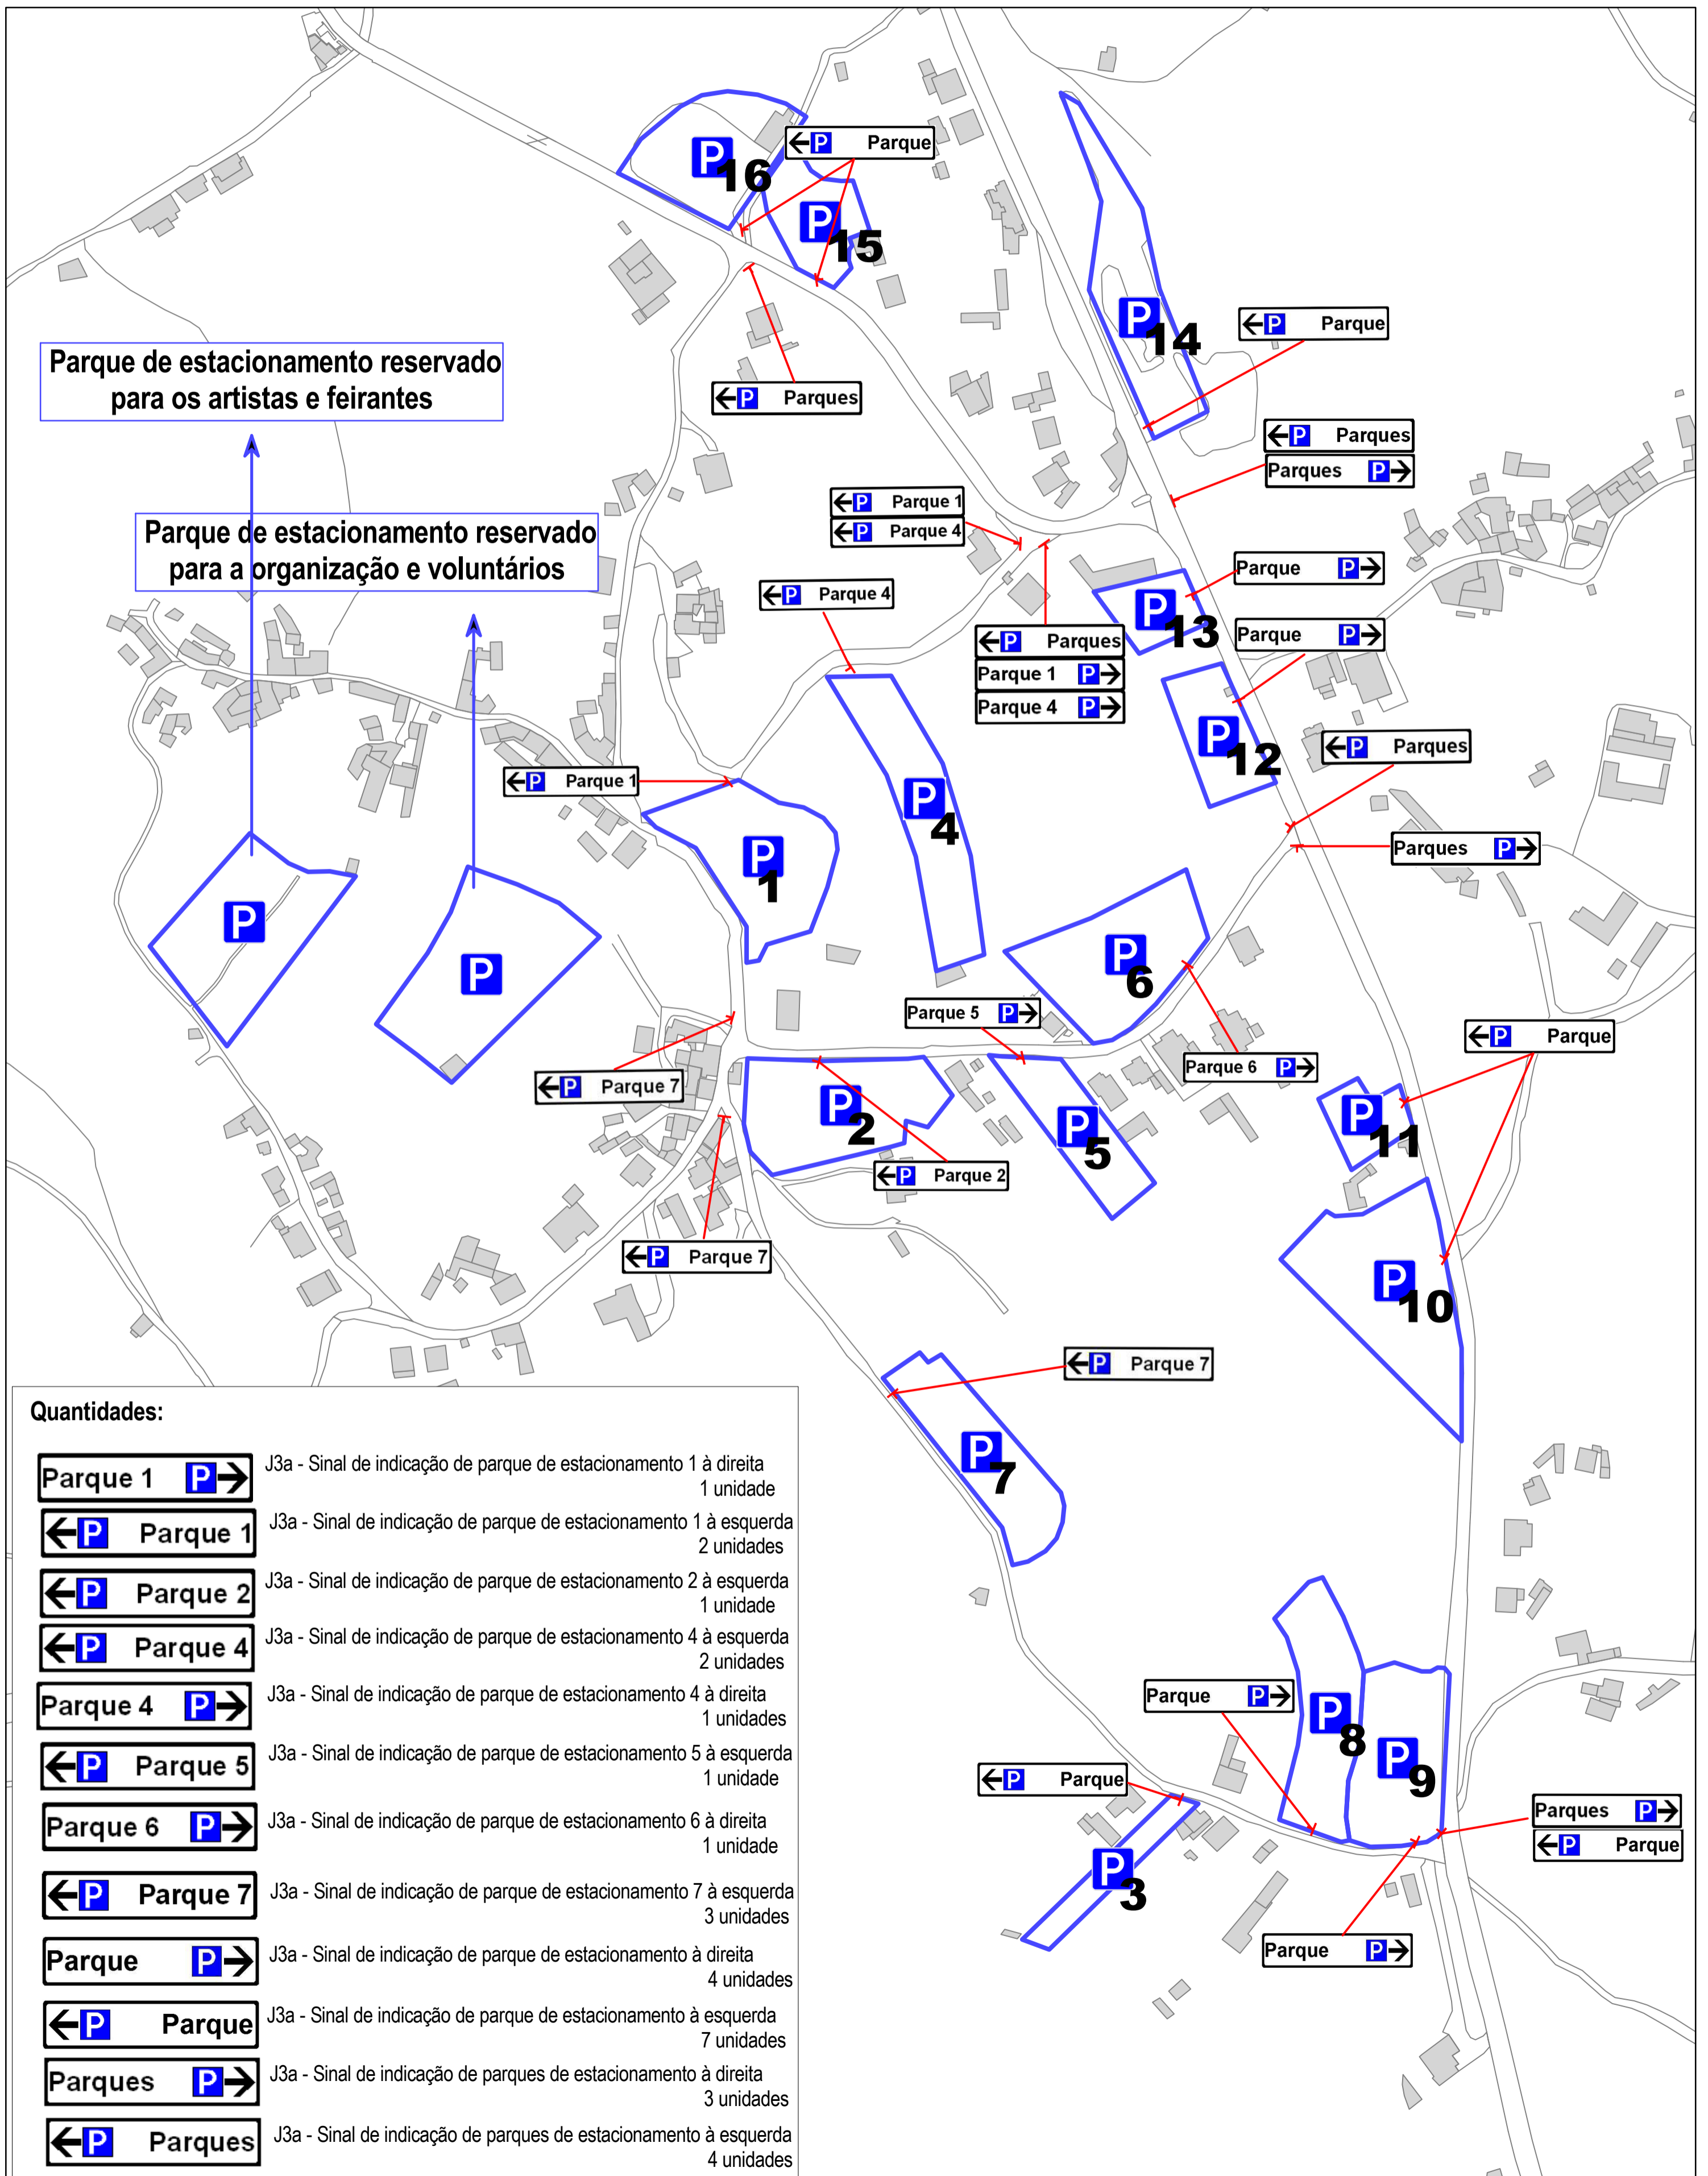 P Parque
P
16
P
15
P
14
P Parque
Parque de estacionamento reservado
para os artistas e feirantes
P Parques
P Parques
Parques P
P Parque 1
P Parque 4
Parque de estacionamento reservado
para a organização e voluntários
Parque P
P Parque 4
P
13
P Parques
Parque 1 P
Parque 4 P
Parque P
P
12
P Parques
P Parque 1
P
4
P
1
Parques P
P
P
P
6
Parque 5 P
P Parque
Parque 6 P
P Parque 7
P
2
P
5
P
11
P Parque 2
P Parque 7
P
10
P Parque 7
P
7
Parque P
P
8
P
9
P Parque
P
3
Parques P
P Parque
Parque P
Quantidades:
Parque 1 P J3a - Sinal de indicação de parque de estacionamento 1 à direita
1 unidade
P Parque 1 J3a - Sinal de indicação de parque de estacionamento 1 à esquerda
2 unidades
P Parque 2 J3a - Sinal de indicação de parque de estacionamento 2 à esquerda
1 unidade
P Parque 4 J3a - Sinal de indicação de parque de estacionamento 4 à esquerda
2 unidades
Parque 4 P J3a - Sinal de indicação de parque de estacionamento 4 à direita
1 unidades
P Parque 5 J3a - Sinal de indicação de parque de estacionamento 5 à esquerda
1 unidade
Parque 6 P J3a - Sinal de indicação de parque de estacionamento 6 à direita
1 unidade
P Parque 7 J3a - Sinal de indicação de parque de estacionamento 7 à esquerda
3 unidades
Parque P J3a - Sinal de indicação de parque de estacionamento à direita
4 unidades
P Parque J3a - Sinal de indicação de parque de estacionamento à esquerda
7 unidades
Parques P J3a - Sinal de indicação de parques de estacionamento à direita
3 unidades
P Parques J3a - Sinal de indicação de parques de estacionamento à esquerda
4 unidades